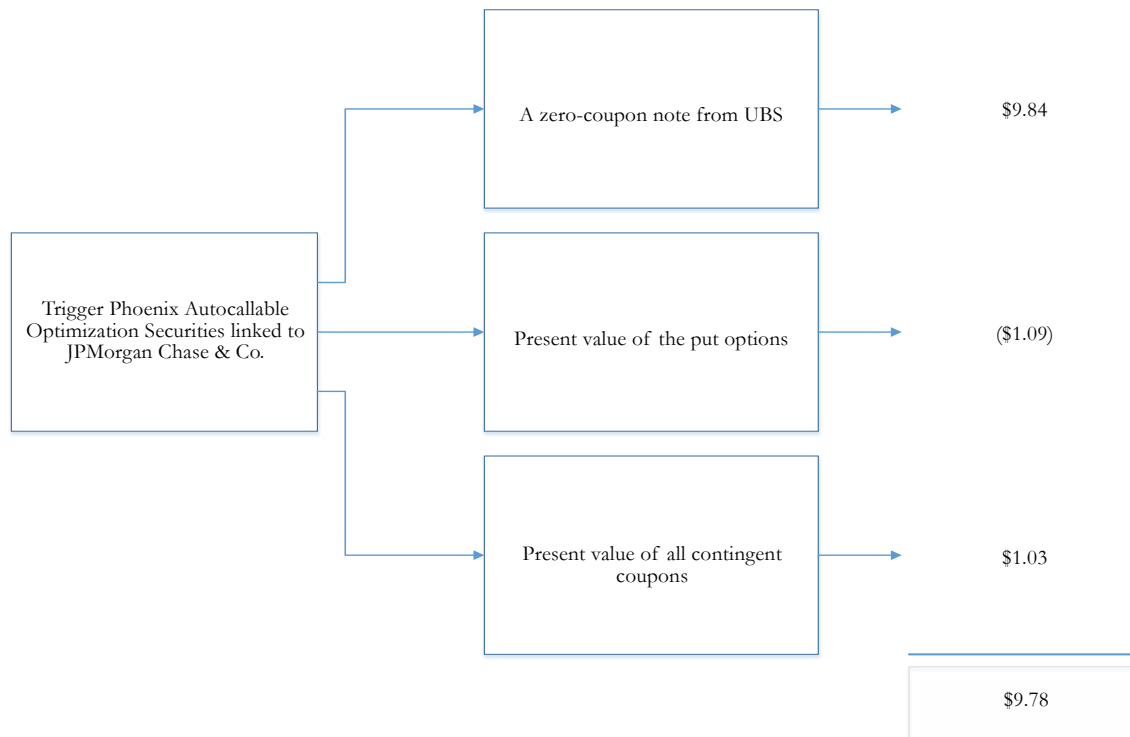 A zero-coupon note from UBS
$9.84
Trigger Phoenix Autocallable
Optimization Securities linked to
JPMorgan Chase & Co.
Present value of the put options
($1.09)
Present value of all contingent
coupons
$1.03
$9.78